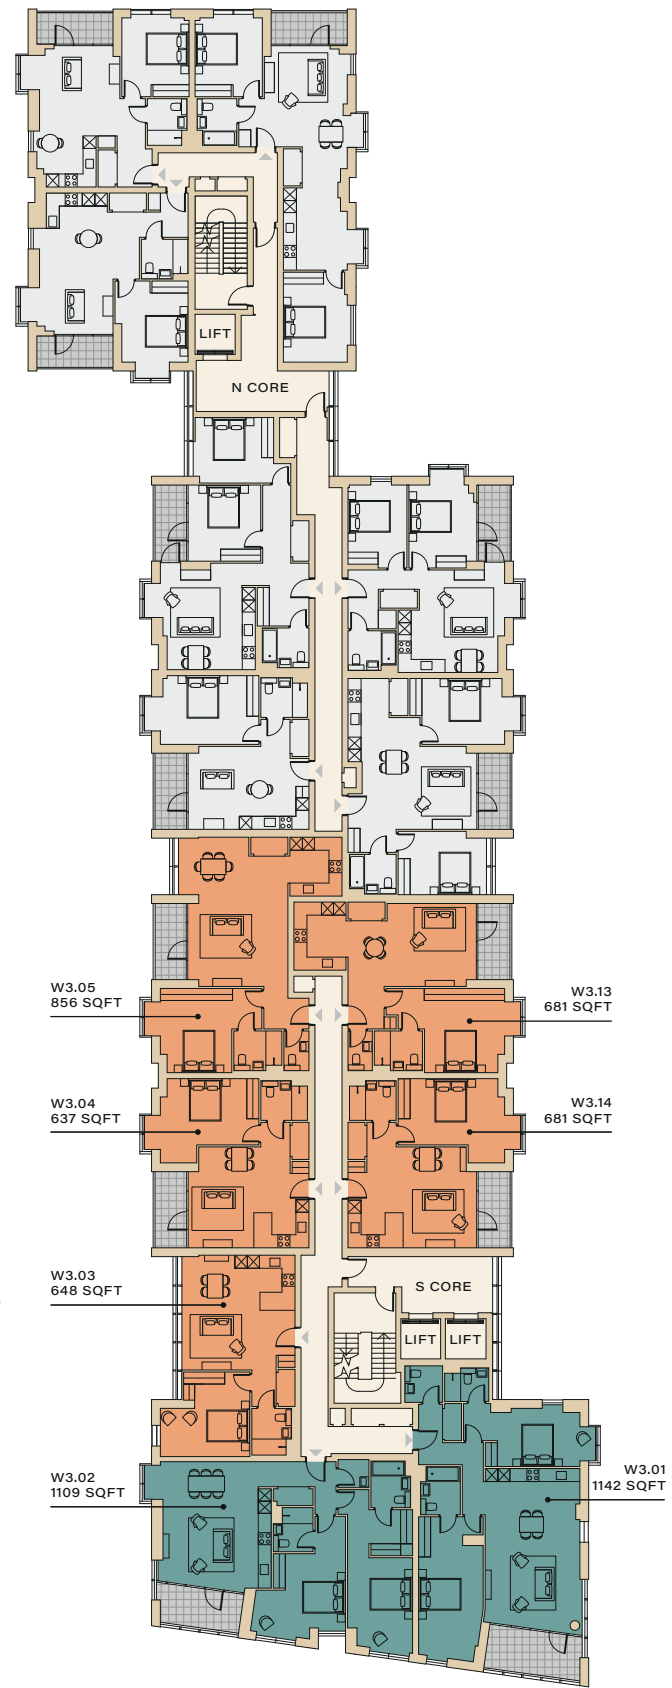 LIFT
N CORE
W3.05
856 SQFT
W3.13
681 SQFT
W3.04
637 SQFT
W3.14
681 SQFT
W3.03
648 SQFT
S CORE
LIFT
LIFT
W3.02
1109 SQFT
W3.01
1142 SQFT